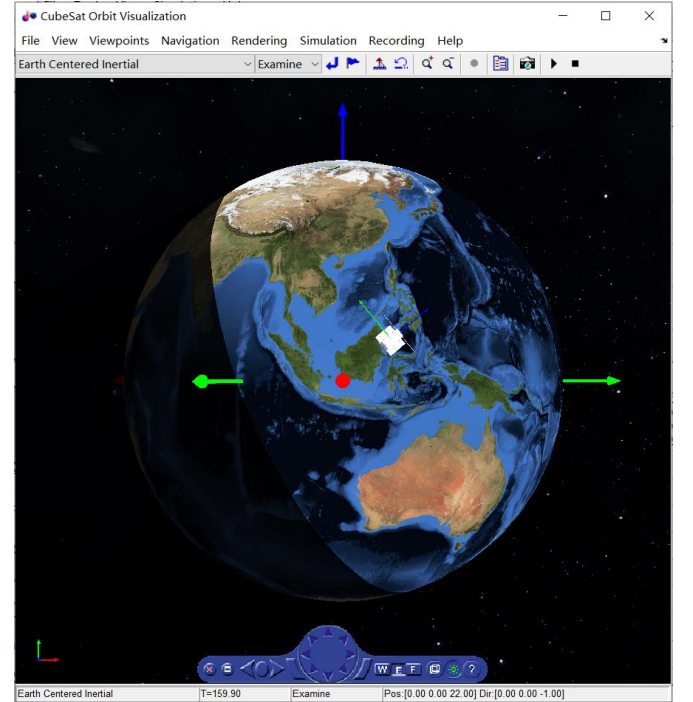 CubeSat Orbit Visualization
File View Viewpoints Navigation Rendering Simulation Recording Help
Earth Centered Inertial Examine
W F F ?
Earth Centered Inertial T=159.90 Examine Pos:[0.00 0.00 22.00] Dir:[0.00 0.00 -1.00]